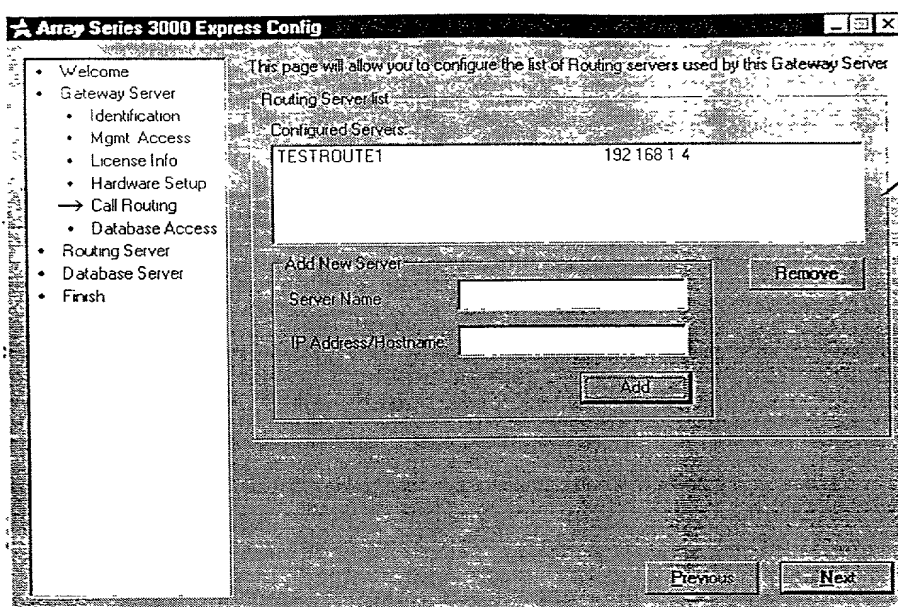 Array Series 3000 Express Config
Welcome
Gateway Server
Identification
Mgmt Access
License Info
Hardware Setup
Call Routing
Database Access
Routing Server
Database Server
Finish
This page will allow you to configure the list of Routing servers used by this Gateway Server
Routing Server list
Configured Servers:
TESTROUTE1 192 168 1 4
Add New Server
Server Name
IP Address/Hostname
Add
Remove
Previous
Next